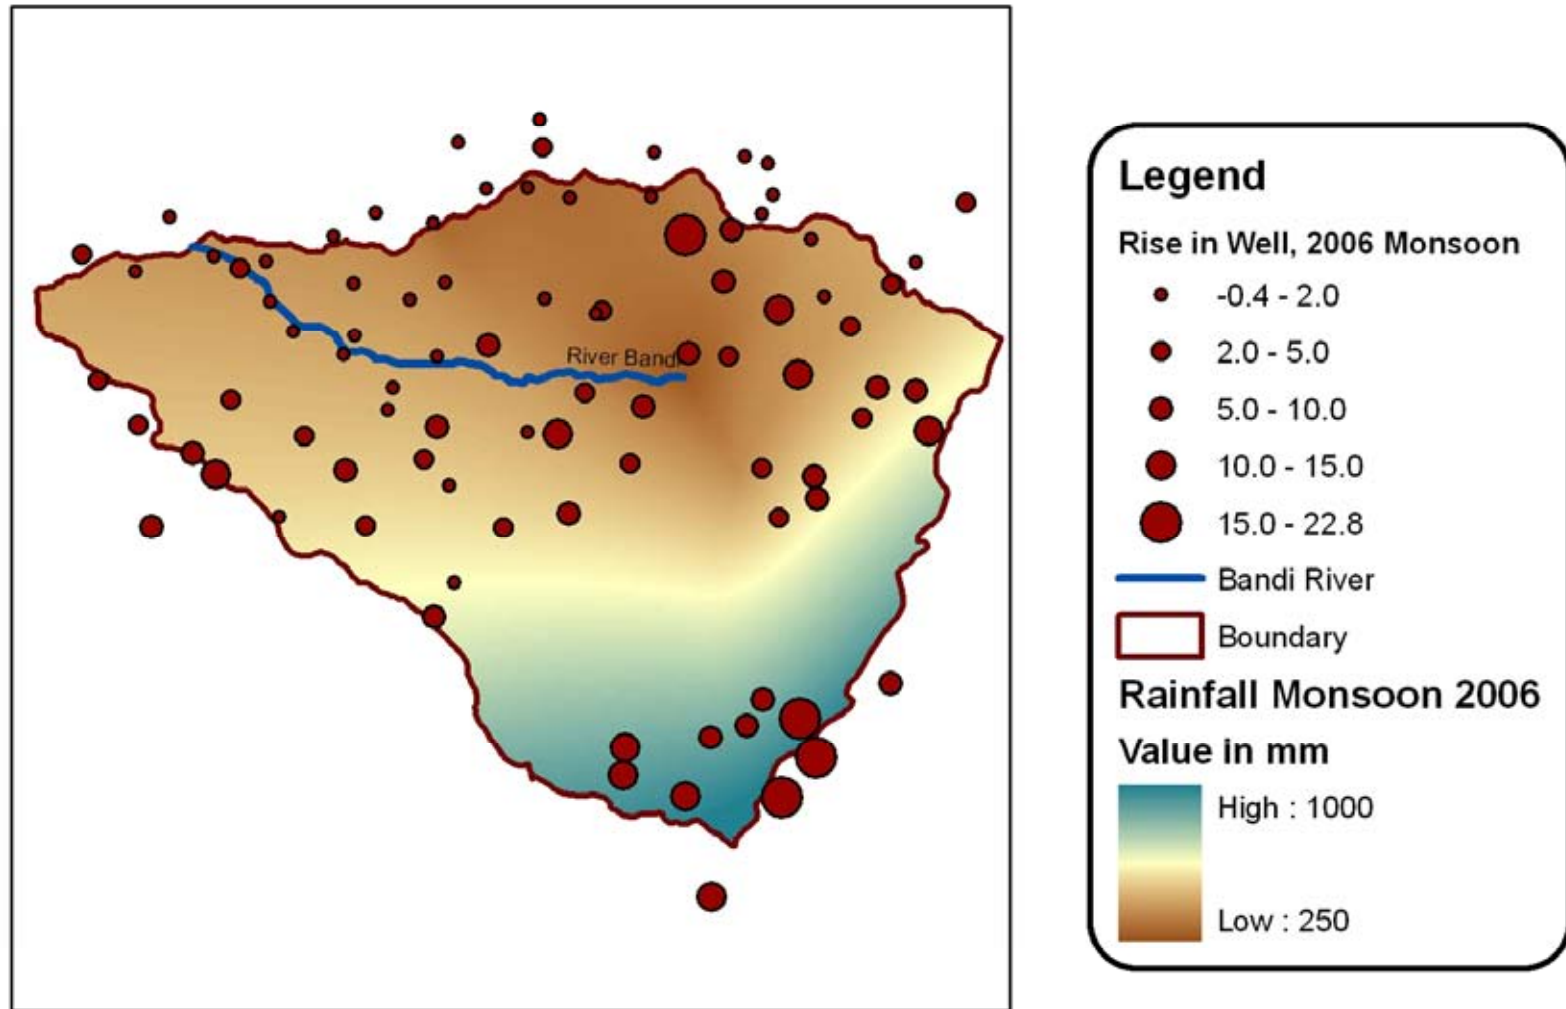 River Bandi
Legend
Rise in Well, 2006 Monsoon
-0.4 - 2.0
2.0 - 5.0
5.0 - 10.0
10.0 - 15.0
15.0 - 22.8
Bandi River
Boundary
Rainfall Monsoon 2006
Value in mm
High : 1000
Low : 250